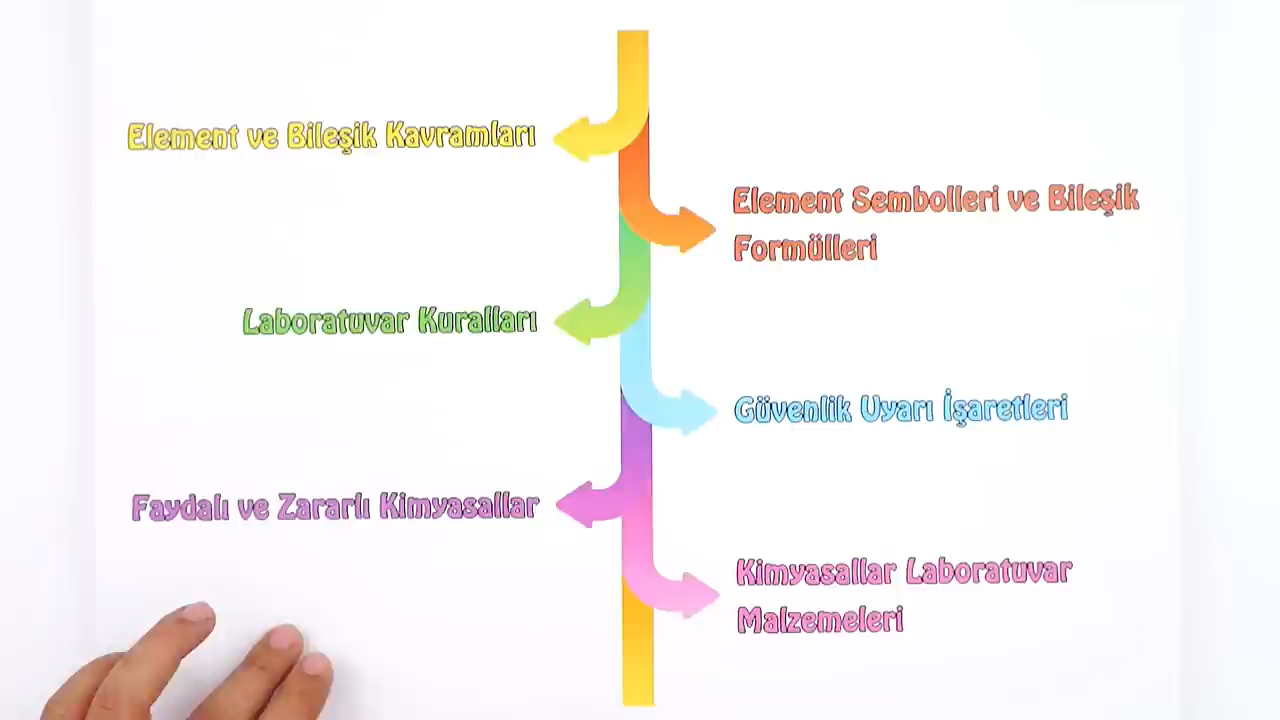 Element ve Bileşik Kavramları
Element Sembolleri ve Bileşik
Formülleri
Laboratuvar Kuralları
Güvenlik Uyarı İşaretleri
Faydalı ve Zararlı Kimyasallar
Kimyasallar Laboratuvar
Malzemeleri